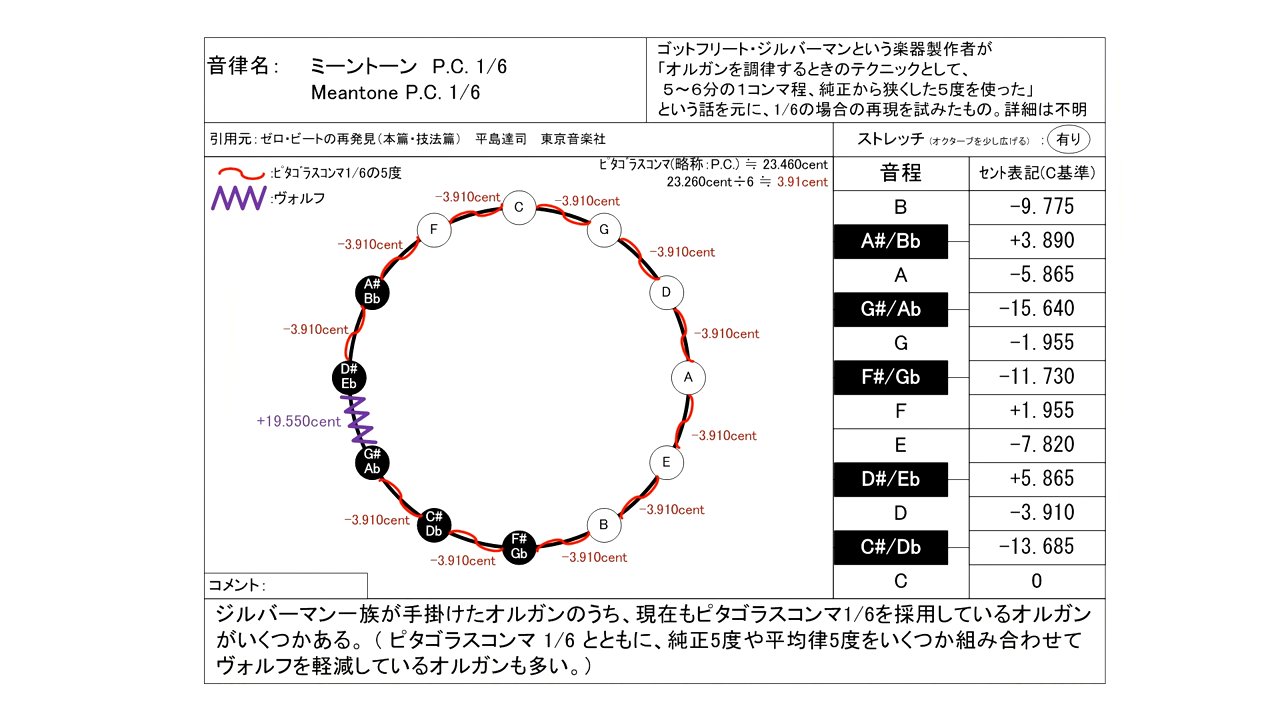 音律名： ミーントーン P.C. 1/6
Meantone P.C. 1/6
ゴットフリート・ジルバーマンという楽器製作者が
「オルガンを調律するときのテクニックとして、
５～６分の１コンマ程、純正から狭くした５度を使った」
という話を元に、1/6の場合の再現を試みたもの。詳細は不明
引用元：ゼロ・ビートの再発見（本篇・技法篇） 平島達司 東京音楽社
ストレッチ（オクターブを少し広げる）：有り
:ﾋﾟﾀｺﾞﾗｽコンマ1/6の5度
:ヴォルフ
ﾋﾟﾀｺﾞﾗｽコンマ(略称：P.C.) ≒ 23.460cent
23.260cent÷6 ≒ 3.91cent
-3.910cent
-3.910cent
-3.910cent
-3.910cent
-3.910cent
-3.910cent
-3.910cent
-3.910cent
-3.910cent
+19.550cent
-3.910cent
-3.910cent
C
G
D
A
E
B
F#
Gb
C#
Db
G#
Ab
D#
Eb
A#
Bb
F
音程 セント表記(C基準)
B -9.775
A#/Bb +3.890
A -5.865
G#/Ab -15.640
G -1.955
F#/Gb -11.730
F +1.955
E -7.820
D#/Eb +5.865
D -3.910
C#/Db -13.685
C 0
コメント：
ジルバーマン一族が手掛けたオルガンのうち、現在もピタゴラスコンマ1/6を採用しているオルガン
がいくつかある。（ ピタゴラスコンマ 1/6 とともに、純正5度や平均律5度をいくつか組み合わせて
ヴォルフを軽減しているオルガンも多い。）